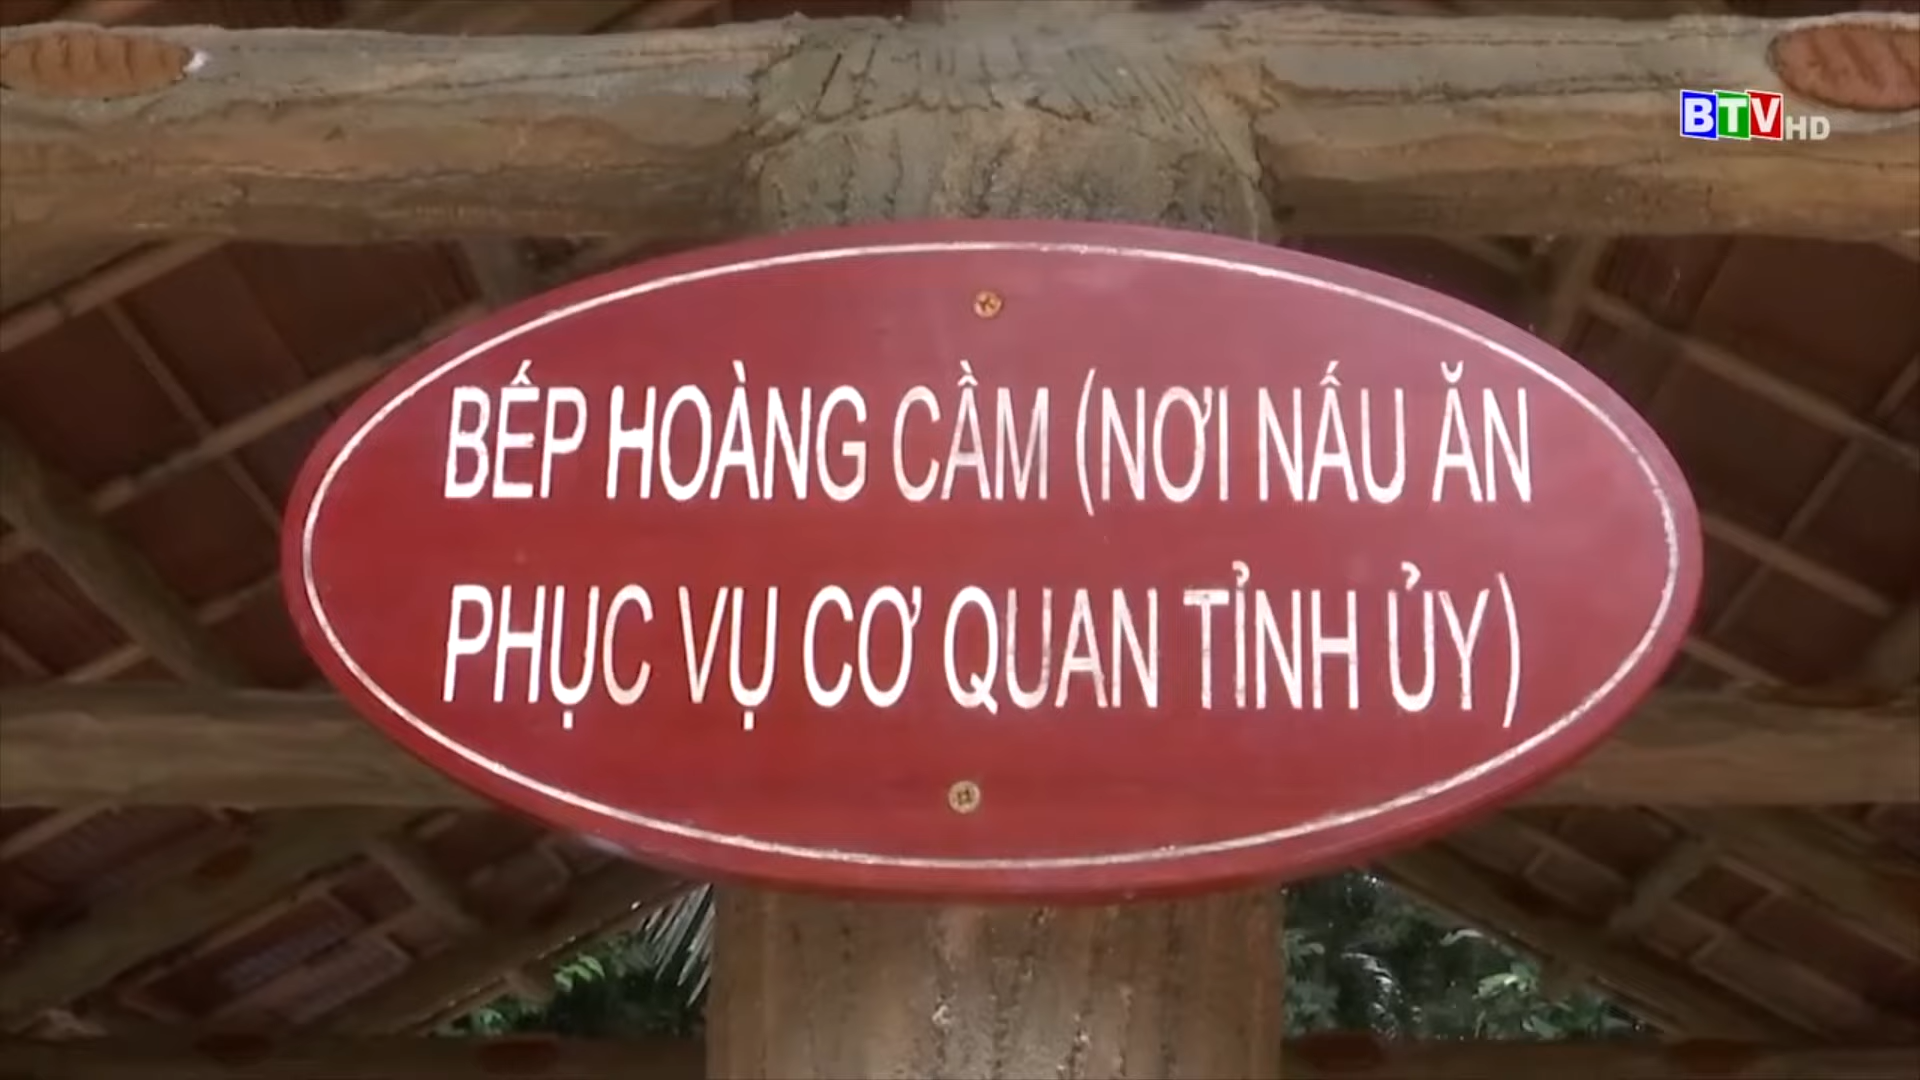 BTV HD
BẾP HOÀNG CẦM (NƠI NẤU ĂN
PHỤC VỤ CƠ QUAN TỈNH ỦY)